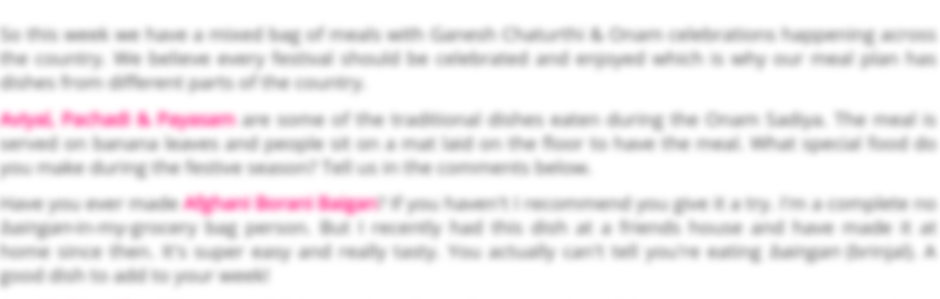 So this week we have a mixed bag of meals with Ganesh Chaturthi & Onam celebrations happening across
the country. We believe every festival should be celebrated and enjoyed which is why our meal plan has
dishes from different parts of the country.
Aviyal, Pachadi & Payasam are some of the traditional dishes eaten during the Onam Sadiya. The meal is
served on banana leaves and people sit on a mat laid on the floor to have the meal. What special food do
you make during the festive season? Tell us in the comments below.
Have you ever made Afghani Borani Baigan? If you haven't I recommend you give it a try. I'm a complete no
baingan-in-my-grocery bag person. But I recently had this dish at a friends house and have made it at
home since then. It's super easy and really tasty. You actually can't tell you're eating baingan (brinjal). A
good dish to add to your week!